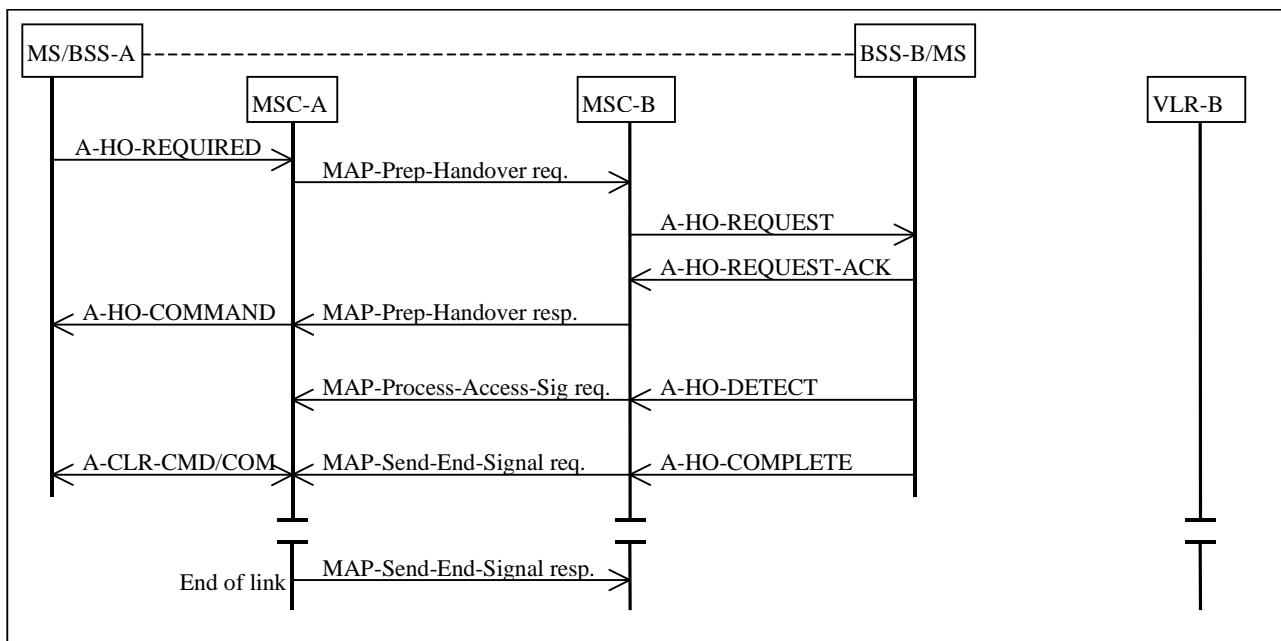 MS/BSS-A BSS-B/MS
MSC-A MSC-B VLR-B
A-HO-REQUIRED
MAP-Prep-Handover req.
A-HO-REQUEST
A-HO-REQUEST-ACK
A-HO-COMMAND MAP-Prep-Handover resp.
MAP-Process-Access-Sig req. A-HO-DETECT
A-CLR-CMD/COM MAP-Send-End-Signal req. A-HO-COMPLETE
End of link MAP-Send-End-Signal resp.